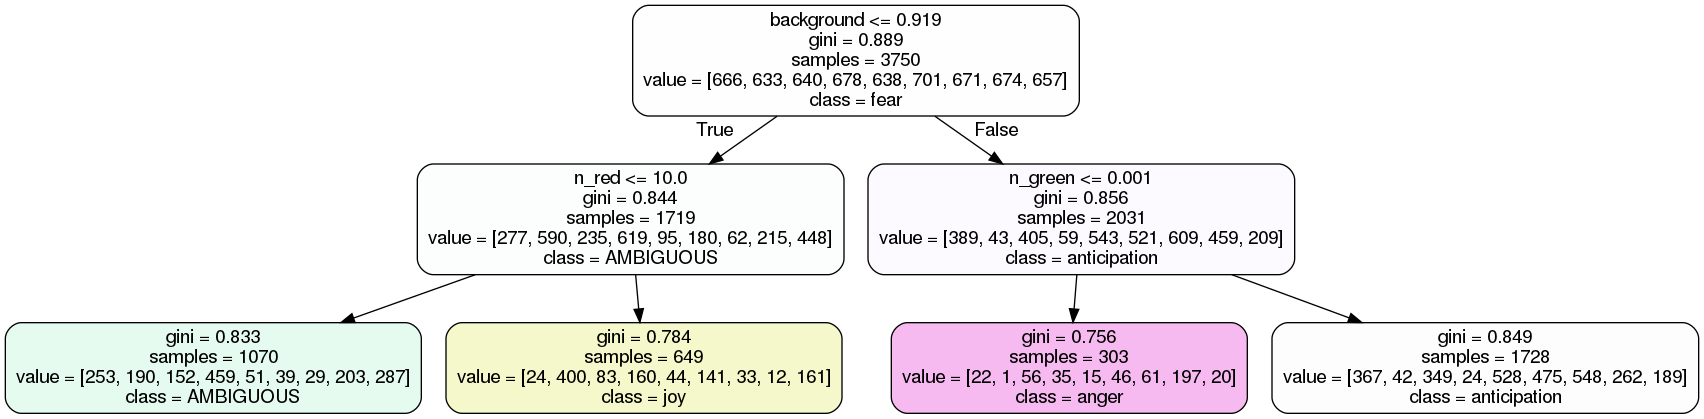 background <= 0.919
gini = 0.889
samples = 3750
value = [666, 633, 640, 678, 638, 701, 671, 674, 657]
class = fear
True
False
n_red <= 10.0
gini = 0.844
samples = 1719
value = [277, 590, 235, 619, 95, 180, 62, 215, 448]
class = AMBIGUOUS
n_green <= 0.001
gini = 0.856
samples = 2031
value = [389, 43, 405, 59, 543, 521, 609, 459, 209]
class = anticipation
gini = 0.833
samples = 1070
value = [253, 190, 152, 459, 51, 39, 29, 203, 287]
class = AMBIGUOUS
gini = 0.784
samples = 649
value = [24, 400, 83, 160, 44, 141, 33, 12, 161]
class = joy
gini = 0.756
samples = 303
value = [22, 1, 56, 35, 15, 46, 61, 197, 20]
class = anger
gini = 0.849
samples = 1728
value = [367, 42, 349, 24, 528, 475, 548, 262, 189]
class = anticipation